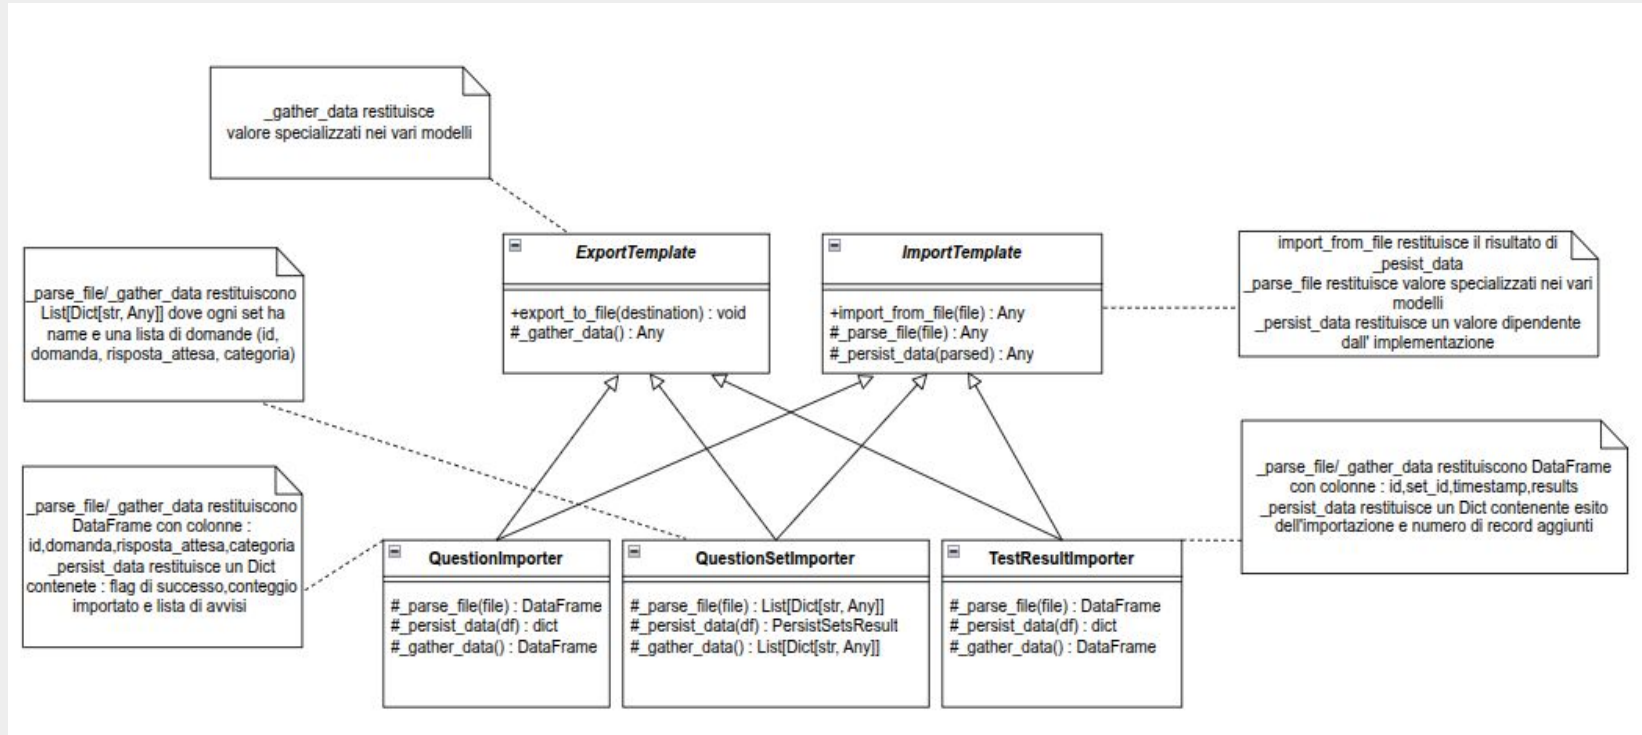 _gather_data restituisce
valore specializzati nei vari modelli
ExportTemplate
+export_to_file(destination) : void
#_gather_data() : Any
ImportTemplate
+import_from_file(file) : Any
#_parse_file(file) : Any
#_persist_data(parsed) : Any
import_from_file restituisce il risultato di
_pesist_data
_parse_file restituisce valore specializzati nei vari
modelli
_persist_data restituisce un valore dipendente
dall' implementazione
_parse_file/_gather_data restituiscono
List[Dict[str, Any]] dove ogni set ha
name e una lista di domande (id,
domanda, risposta_attesa, categoria)
_parse_file/_gather_data restituiscono
DataFrame con colonne :
id,domanda,risposta_attesa,categoria
_persist_data restituisce un Dict
contenete : flag di successo,conteggio
importato e lista di avvisi
_parse_file/_gather_data restituiscono DataFrame
con colonne : id,set_id,timestamp,results
_persist_data restituisce un Dict contenente esito
dell'importazione e numero di record aggiunti
QuestionImporter
#_parse_file(file) : DataFrame
#_persist_data(df) : dict
#_gather_data() : DataFrame
QuestionSetImporter
#_parse_file(file) : List[Dict[str, Any]]
#_persist_data(df) : PersistSetsResult
#_gather_data() : List[Dict[str, Any]]
TestResultImporter
#_parse_file(file) : DataFrame
#_persist_data(df) : dict
#_gather_data() : DataFrame